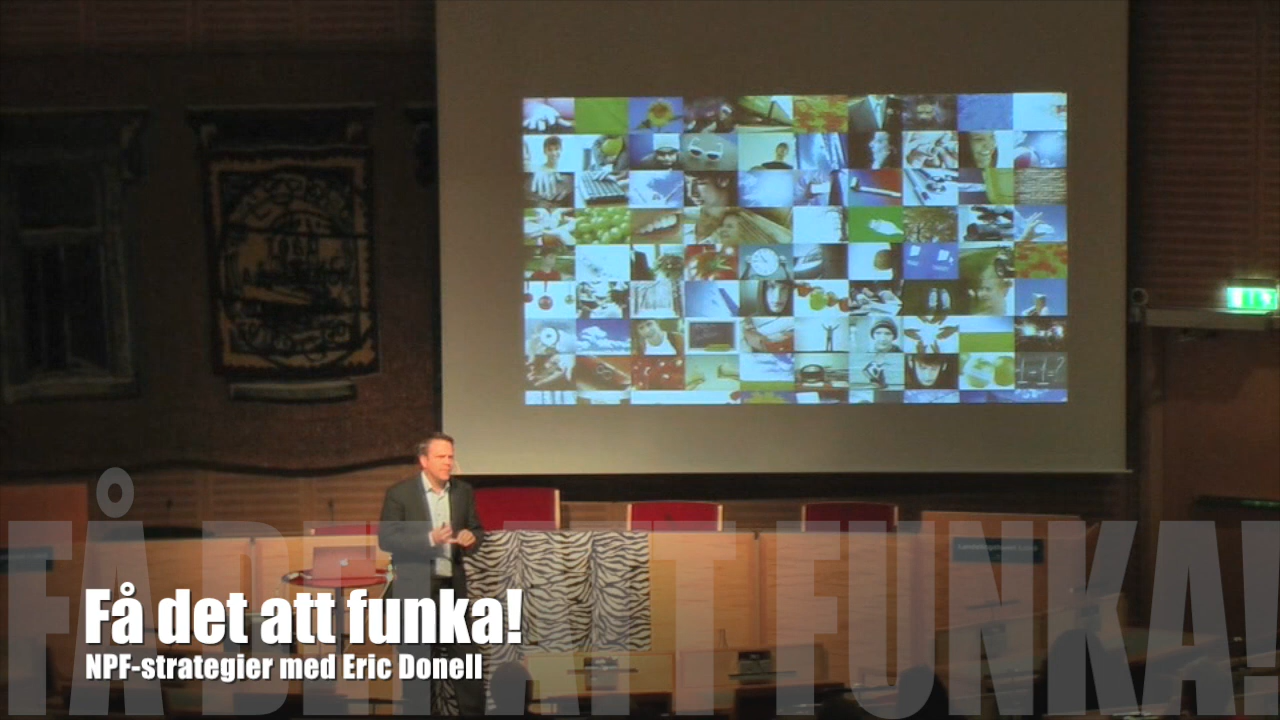 FÅ DET ATT FUNKA!
Få det att funka!
NPF-strategier med Eric Donell